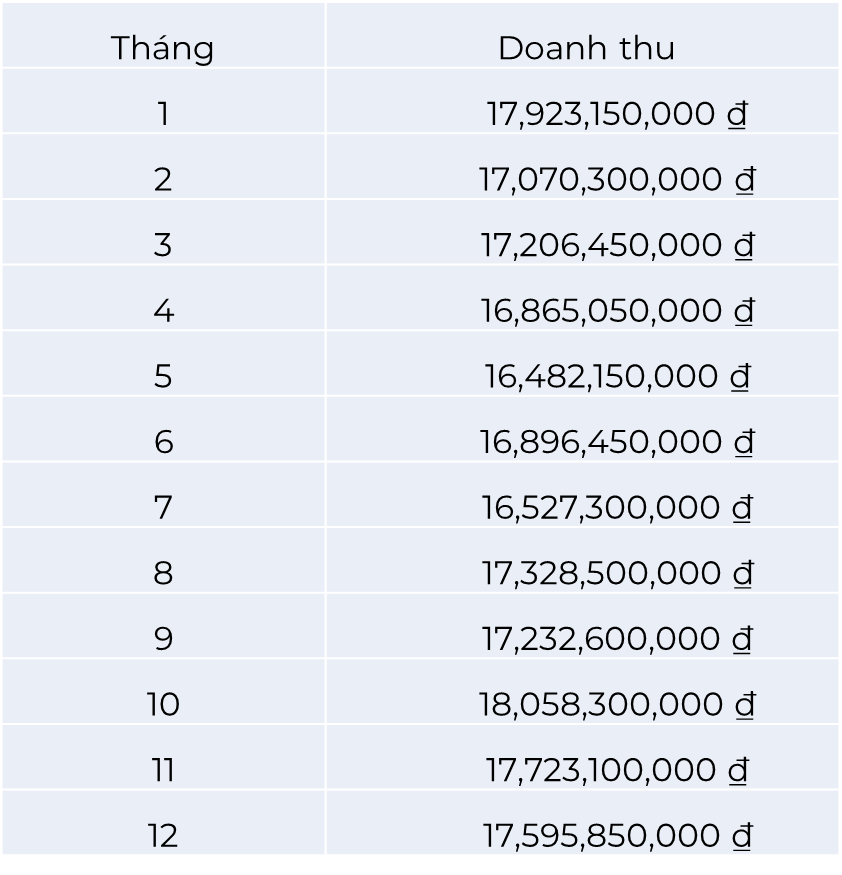 Tháng Doanh thu
1 17,923,150,000 ₫
2 17,070,300,000 ₫
3 17,206,450,000 ₫
4 16,865,050,000 ₫
5 16,482,150,000 ₫
6 16,896,450,000 ₫
7 16,527,300,000 ₫
8 17,328,500,000 ₫
9 17,232,600,000 ₫
10 18,058,300,000 ₫
11 17,723,100,000 ₫
12 17,595,850,000 ₫